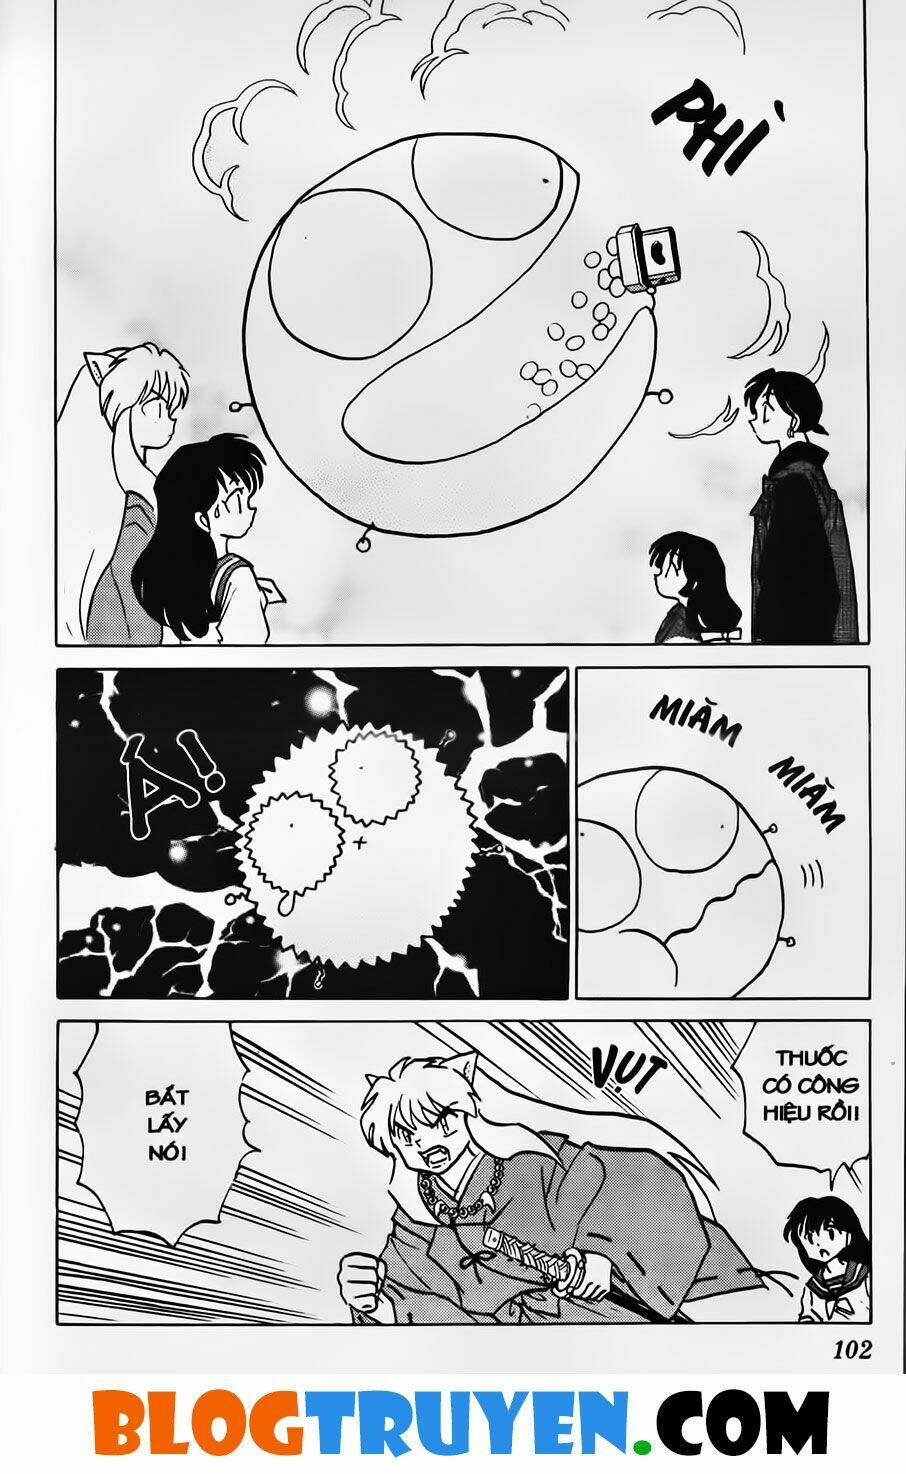 PHÌ
Á!
MIĂM
MIĂM
THUỐC
CÓ CÔNG
HIỆU RỒI!
VỤT
BẮT
LẤY
NÓ!
102
BLOGTRUYEN.COM